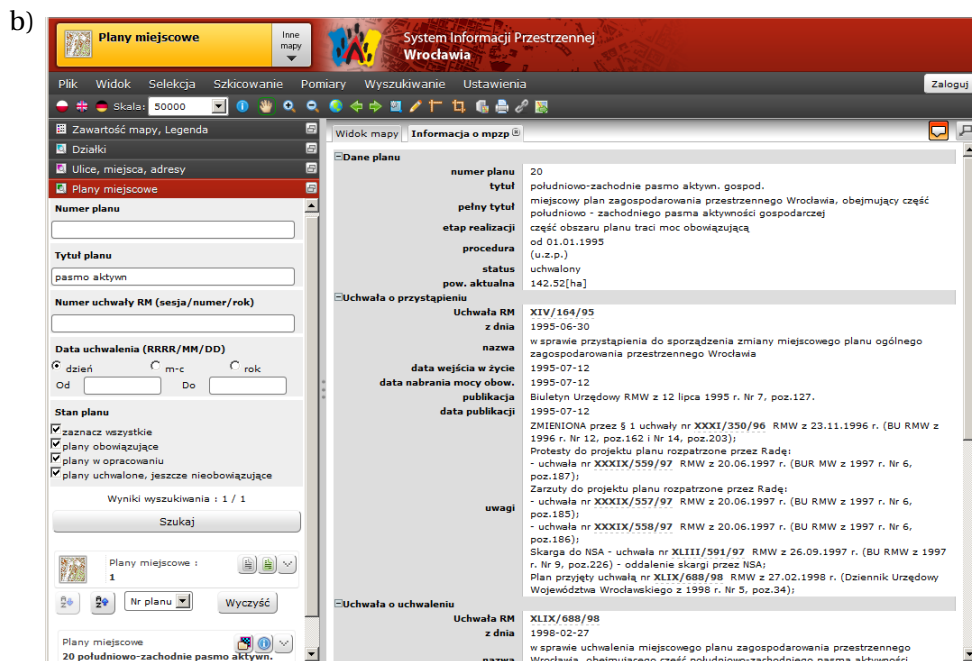 b)
Plany miejscowe
Inne mapy
System Informacji Przestrzennej
Wrocławia
Plik Widok Selekcja Szkicowanie Pomiary Wyszukiwanie Ustawienia
Zaloguj
Skala: 50000
Zawartość mapy, Legenda
Działki
Ulice, miejsca, adresy
Plany miejscowe
Numer planu
Tytuł planu
pasmo aktywn
Numer uchwały RM (sesja/numer/rok)
Data uchwalenia (RRRR/MM/DD)
dzień m-c rok
Od Do
Stan planu
zaznacz wszystkie
plany obowiązujące
plany w opracowaniu
plany uchwalone, jeszcze nieobowiązujące
Wyniki wyszukiwania : 1 / 1
Szukaj
Plany miejscowe :
1
Nr planu Wyczyść
Plany miejscowe
20 południowo-zachodnie pasmo aktywn.
Widok mapy Informacja o mpzp
Dane planu
numer planu 20
tytuł południowo-zachodnie pasmo aktywn. gospod.
pełny tytuł miejscowy plan zagospodarowania przestrzennego Wrocławia, obejmujący część
południowo - zachodniego pasma aktywności gospodarczej
etap realizacji część obszaru planu traci moc obowiązującą
procedura od 01.01.1995
(u.z.p.)
status uchwalony
pow. aktualna 142.52[ha]
Uchwała o przystąpieniu
Uchwała RM XIV/164/95
z dnia 1995-06-30
nazwa w sprawie przystąpienia do sporządzenia zmiany miejscowego planu ogólnego
zagospodarowania przestrzennego Wrocławia
data wejścia w życie 1995-07-12
data nabrania mocy obow. 1995-07-12
publikacja Biuletyn Urzędowy RMW z 12 lipca 1995 r. Nr 7, poz.127.
data publikacji 1995-07-12
uwagi ZMIENIONA przez § 1 uchwały nr XXXI/350/96 RMW z 23.11.1996 r. (BU RMW z
1996 r. Nr 12, poz.162 i Nr 14, poz.203);
Protesty do projektu planu rozpatrzone przez Radę:
- uchwała nr XXXIX/559/97 RMW z 20.06.1997 r. (BUR MW z 1997 r. Nr 6,
poz.187);
Zarzuty do projektu planu rozpatrzone przez Radę:
- uchwała nr XXXIX/557/97 RMW z 20.06.1997 r. (BU RMW z 1997 r. Nr 6,
poz.185);
- uchwała nr XXXIX/558/97 RMW z 20.06.1997 r. (BU RMW z 1997 r. Nr 6,
poz.186);
Skarga do NSA - uchwała nr XLIII/591/97 RMW z 26.09.1997 r. (BU RMW z 1997
r. Nr 9, poz.226) - oddalenie skargi przez NSA;
Plan przyjęty uchwałą nr XLIX/688/98 RMW z 27.02.1998 r. (Dziennik Urzędowy
Województwa Wrocławskiego z 1998 r. Nr 5, poz.34);
Uchwała o uchwaleniu
Uchwała RM XLIX/688/98
z dnia 1998-02-27
nazwa w sprawie uchwalenia miejscowego planu zagospodarowania przestrzennego
Wrocławia, obejmującego część południowo-zachodniego pasma aktywności